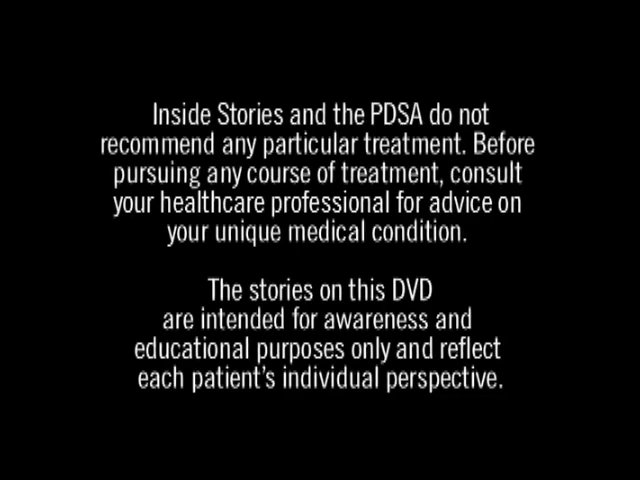 Inside Stories and the PDSA do not
recommend any particular treatment. Before
pursuing any course of treatment, consult
your healthcare professional for advice on
your unique medical condition.
The stories on this DVD
are intended for awareness and
educational purposes only and reflect
each patient's individual perspective.